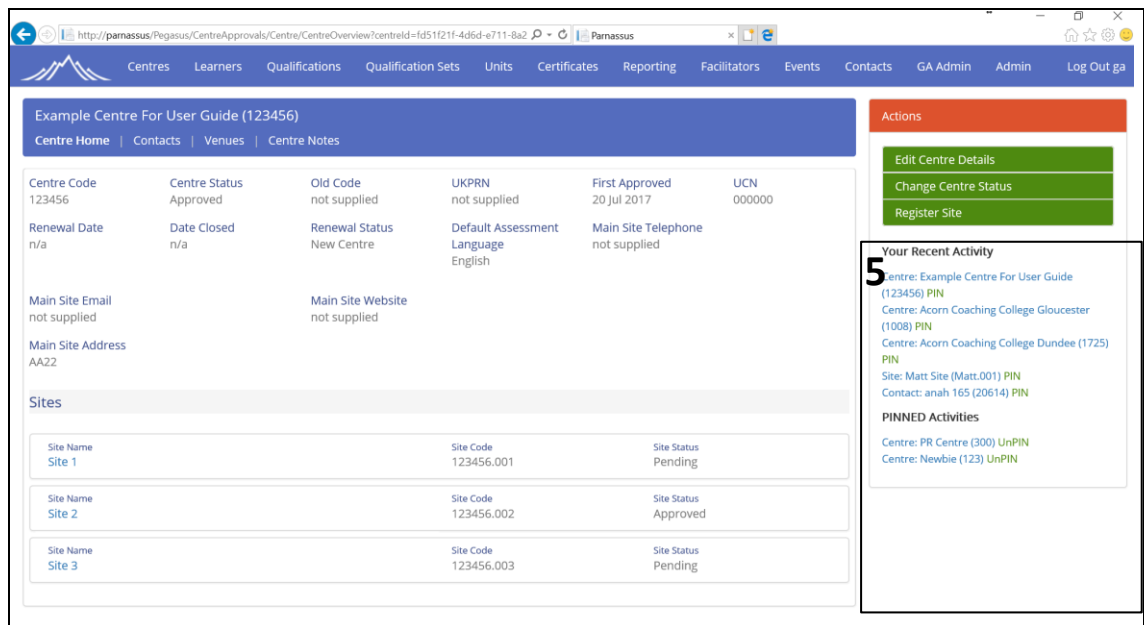 http://parnassus/Pegasus/CentreApprovals/Centre/CentreOverview?centreId=fd51f21f-4d6d-e711-8a2
Parnassus
Centres Learners Qualifications Qualification Sets Units Certificates Reporting Facilitators Events Contacts GA Admin Admin Log Out ga
Example Centre For User Guide (123456)
Centre Home | Contacts | Venues | Centre Notes
Centre Code Centre Status Old Code UKPRN First Approved UCN
123456 Approved not supplied not supplied 20 Jul 2017 000000
Renewal Date Date Closed Renewal Status Default Assessment Main Site Telephone
n/a n/a New Centre Language not supplied
English
Main Site Email Main Site Website
not supplied not supplied
Main Site Address
AA22
Sites
Site Name Site Code Site Status
Site 1 123456.001 Pending
Site Name Site Code Site Status
Site 2 123456.002 Approved
Site Name Site Code Site Status
Site 3 123456.003 Pending
Actions
Edit Centre Details
Change Centre Status
Register Site
5
Your Recent Activity
Centre: Example Centre For User Guide
(123456) PIN
Centre: Acorn Coaching College Gloucester
(1008) PIN
Centre: Acorn Coaching College Dundee (1725)
PIN
Site: Matt Site (Matt.001) PIN
Contact: anah 165 (20614) PIN
PINNED Activities
Centre: PR Centre (300) UnPIN
Centre: Newbie (123) UnPIN